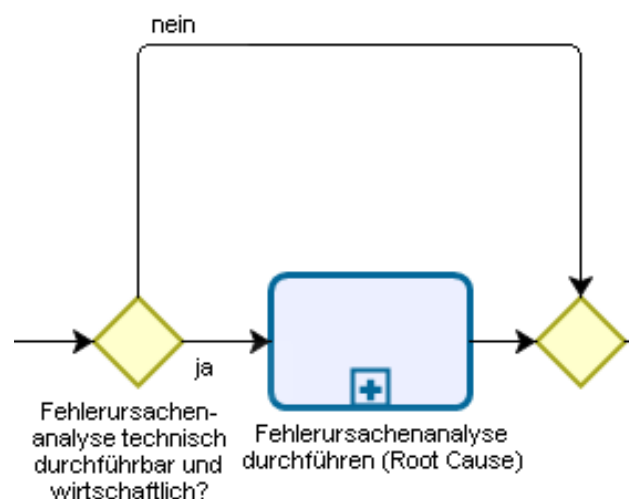 nein
ja
Fehlerursachen-
analyse technisch
durchführbar und
wirtschaftlich?
Fehlerursachenanalyse
durchführen (Root Cause)